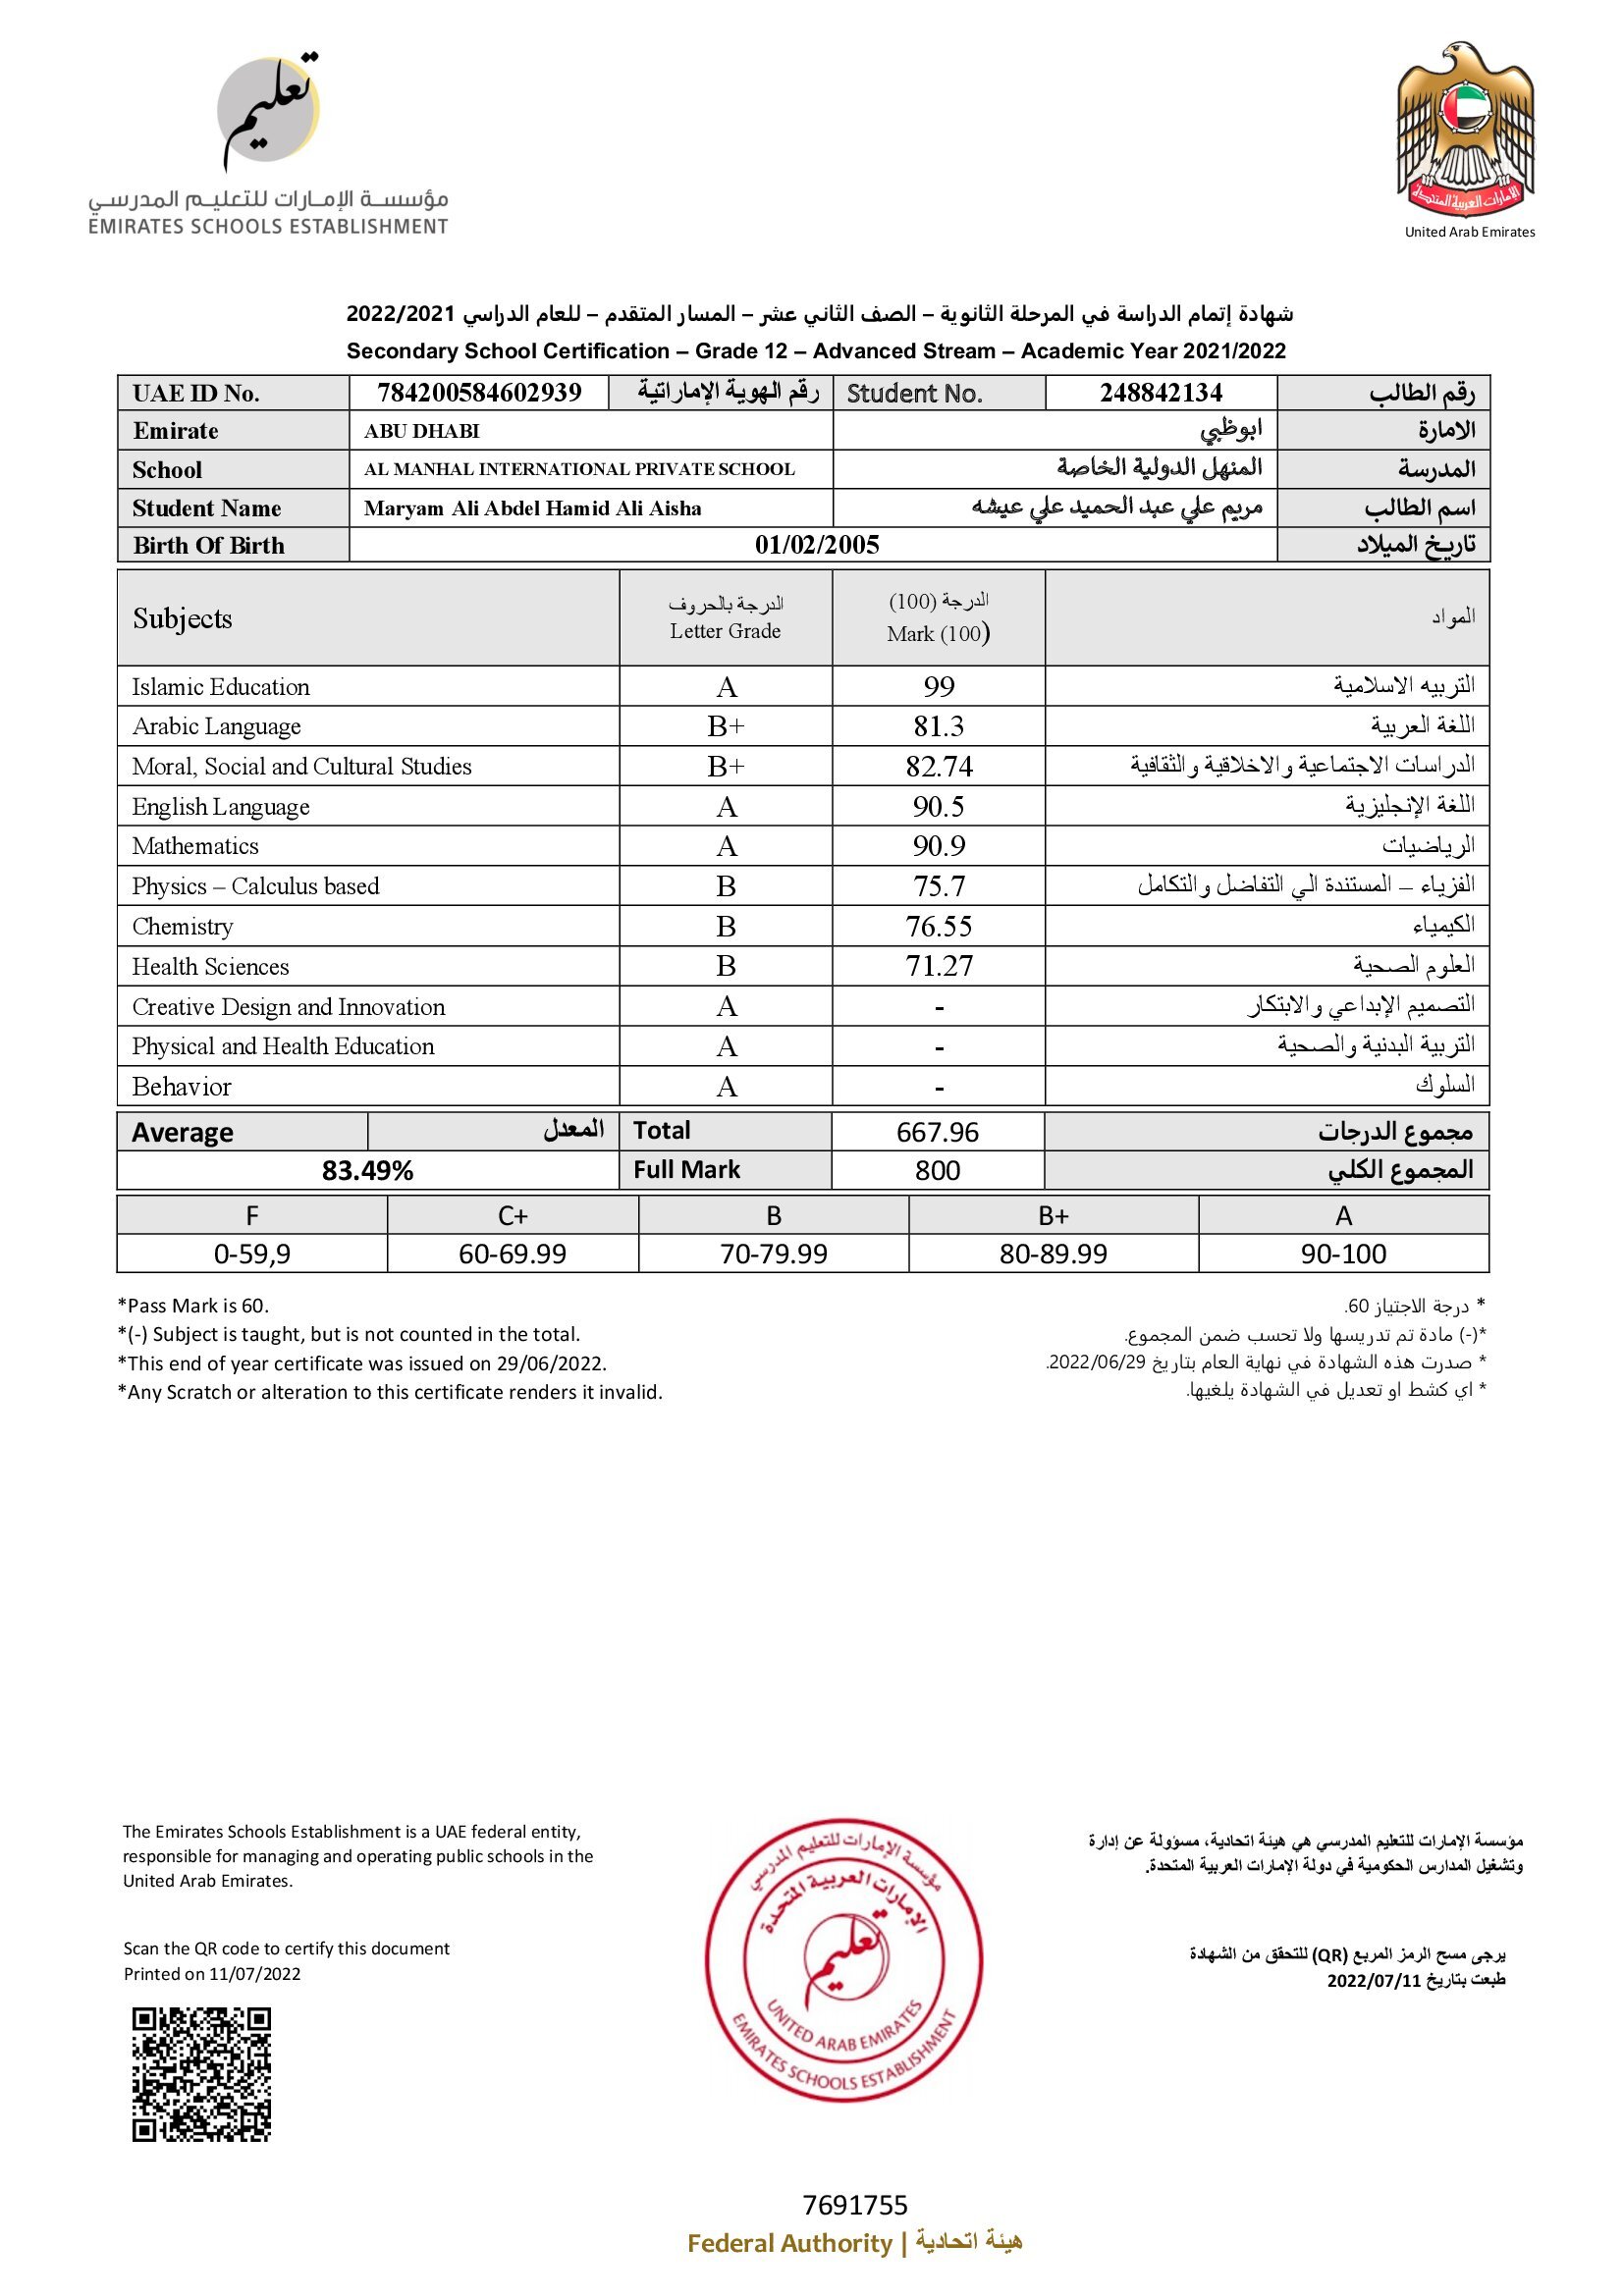 تعليم
مؤسسة الإمارات للتعليم المدرسي
EMIRATES SCHOOLS ESTABLISHMENT
الإمارات العربية المتحدة
United Arab Emirates
شهادة إتمام الدراسة في المرحلة الثانوية – الصف الثاني عشر – المسار المتقدم – للعام الدراسي 2022/2021
Secondary School Certification – Grade 12 – Advanced Stream – Academic Year 2021/2022
UAE ID No. 784200584602939 رقم الهوية الإماراتية Student No. 248842134 رقم الطالب
Emirate ABU DHABI ابوظبي الامارة
School AL MANHAL INTERNATIONAL PRIVATE SCHOOL المنهل الدولية الخاصة المدرسة
Student Name Maryam Ali Abdel Hamid Ali Aisha مريم علي عبد الحميد علي عيشه اسم الطالب
Birth Of Birth 01/02/2005 تاريخ الميلاد
Subjects الدرجة بالحروف الدرجة (100) المواد
Letter Grade Mark (100)
Islamic Education A 99 التربيه الاسلامية
Arabic Language B+ 81.3 اللغة العربية
Moral, Social and Cultural Studies B+ 82.74 الدراسات الاجتماعية والاخلاقية والثقافية
English Language A 90.5 اللغة الإنجليزية
Mathematics A 90.9 الرياضيات
Physics – Calculus based B 75.7 الفزياء – المستندة الي التفاضل والتكامل
Chemistry B 76.55 الكيمياء
Health Sciences B 71.27 العلوم الصحية
Creative Design and Innovation A - التصميم الإبداعي والابتكار
Physical and Health Education A - التربية البدنية والصحية
Behavior A - السلوك
Average المعدل Total 667.96 مجموع الدرجات
83.49% Full Mark 800 المجموع الكلي
F C+ B B+ A
0-59,9 60-69.99 70-79.99 80-89.99 90-100
*Pass Mark is 60.
* درجة الاجتياز 60.
*(-) Subject is taught, but is not counted in the total.
*(-) مادة تم تدريسها ولا تحسب ضمن المجموع.
*This end of year certificate was issued on 29/06/2022.
* صدرت هذه الشهادة في نهاية العام بتاريخ 2022/06/29.
*Any Scratch or alteration to this certificate renders it invalid.
* اي كشط او تعديل في الشهادة يلغيها.
The Emirates Schools Establishment is a UAE federal entity,
responsible for managing and operating public schools in the
United Arab Emirates.
مؤسسة الإمارات للتعليم المدرسي هي هيئة اتحادية، مسؤولة عن إدارة
وتشغيل المدارس الحكومية في دولة الإمارات العربية المتحدة.
Scan the QR code to certify this document
Printed on 11/07/2022
مؤسسة الإمارات للتعليم المدرسي
الإمارات العربية المتحدة
تعليم
UNITED ARAB EMIRATES
EMIRATES SCHOOLS ESTABLISHMENT
يرجى مسح الرمز المربع (QR) للتحقق من الشهادة
طبعت بتاريخ 2022/07/11
7691755
Federal Authority | هيئة اتحادية